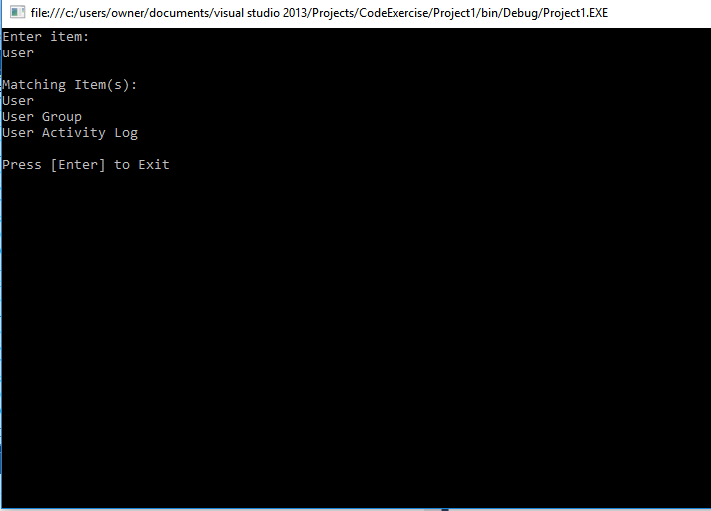 file:///c:/users/owner/documents/visual studio 2013/Projects/CodeExercise/Project1/bin/Debug/Project1.EXE
Enter item:
user
Matching Item(s):
User
User Group
User Activity Log
Press [Enter] to Exit